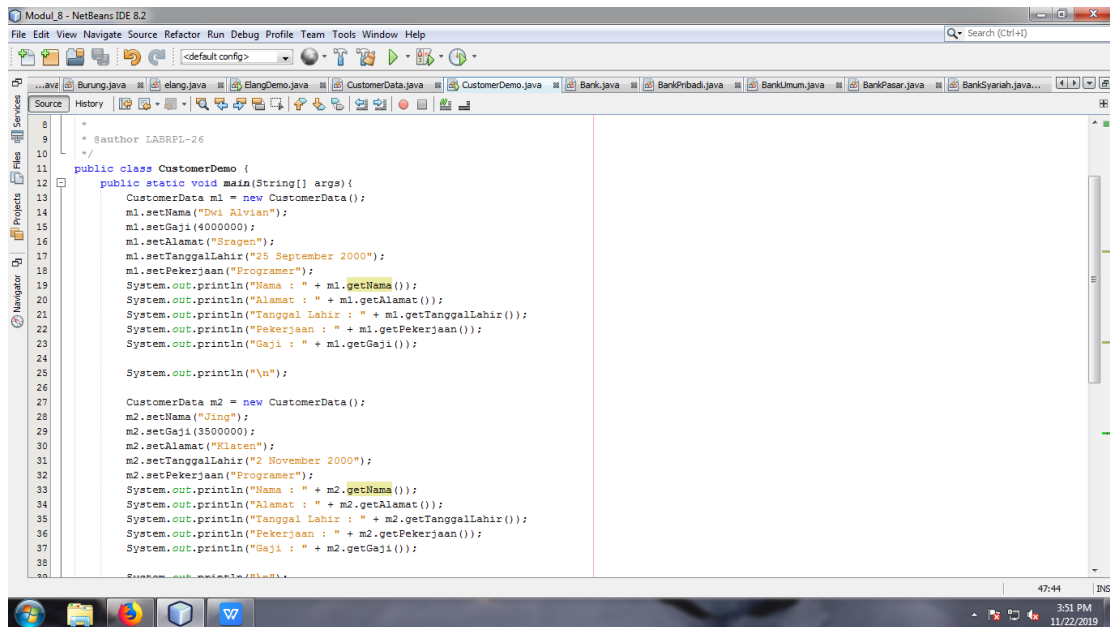 Modul_8 - NetBeans IDE 8.2
File Edit View Navigate Source Refactor Run Debug Profile Team Tools Window Help
Search (Ctrl+I)
<default config>
...ava Burung.java elang.java ElangDemo.java CustomerData.java CustomerDemo.java Bank.java BankPribadi.java BankUmum.java BankPasar.java BankSyariah.java...
Source History
Services
Files
Projects
Navigator
8 *
9 * @author LABRPL-26
10 */
11 public class CustomerDemo {
12 public static void main(String[] args){
13 CustomerData m1 = new CustomerData();
14 m1.setNama("Dwi Alvian");
15 m1.setGaji(4000000);
16 m1.setAlamat("Sragen");
17 m1.setTanggalLahir("25 September 2000");
18 m1.setPekerjaan("Programer");
19 System.out.println("Nama : " + m1.getNama());
20 System.out.println("Alamat : " + m1.getAlamat());
21 System.out.println("Tanggal Lahir : " + m1.getTanggalLahir());
22 System.out.println("Pekerjaan : " + m1.getPekerjaan());
23 System.out.println("Gaji : " + m1.getGaji());
24
25 System.out.println("\n");
26
27 CustomerData m2 = new CustomerData();
28 m2.setNama("Jing");
29 m2.setGaji(3500000);
30 m2.setAlamat("Klaten");
31 m2.setTanggalLahir("2 November 2000");
32 m2.setPekerjaan("Programer");
33 System.out.println("Nama : " + m2.getNama());
34 System.out.println("Alamat : " + m2.getAlamat());
35 System.out.println("Tanggal Lahir : " + m2.getTanggalLahir());
36 System.out.println("Pekerjaan : " + m2.getPekerjaan());
37 System.out.println("Gaji : " + m2.getGaji());
38
39 System.out.println("\n");
47:44 INS
3:51 PM
11/22/2019